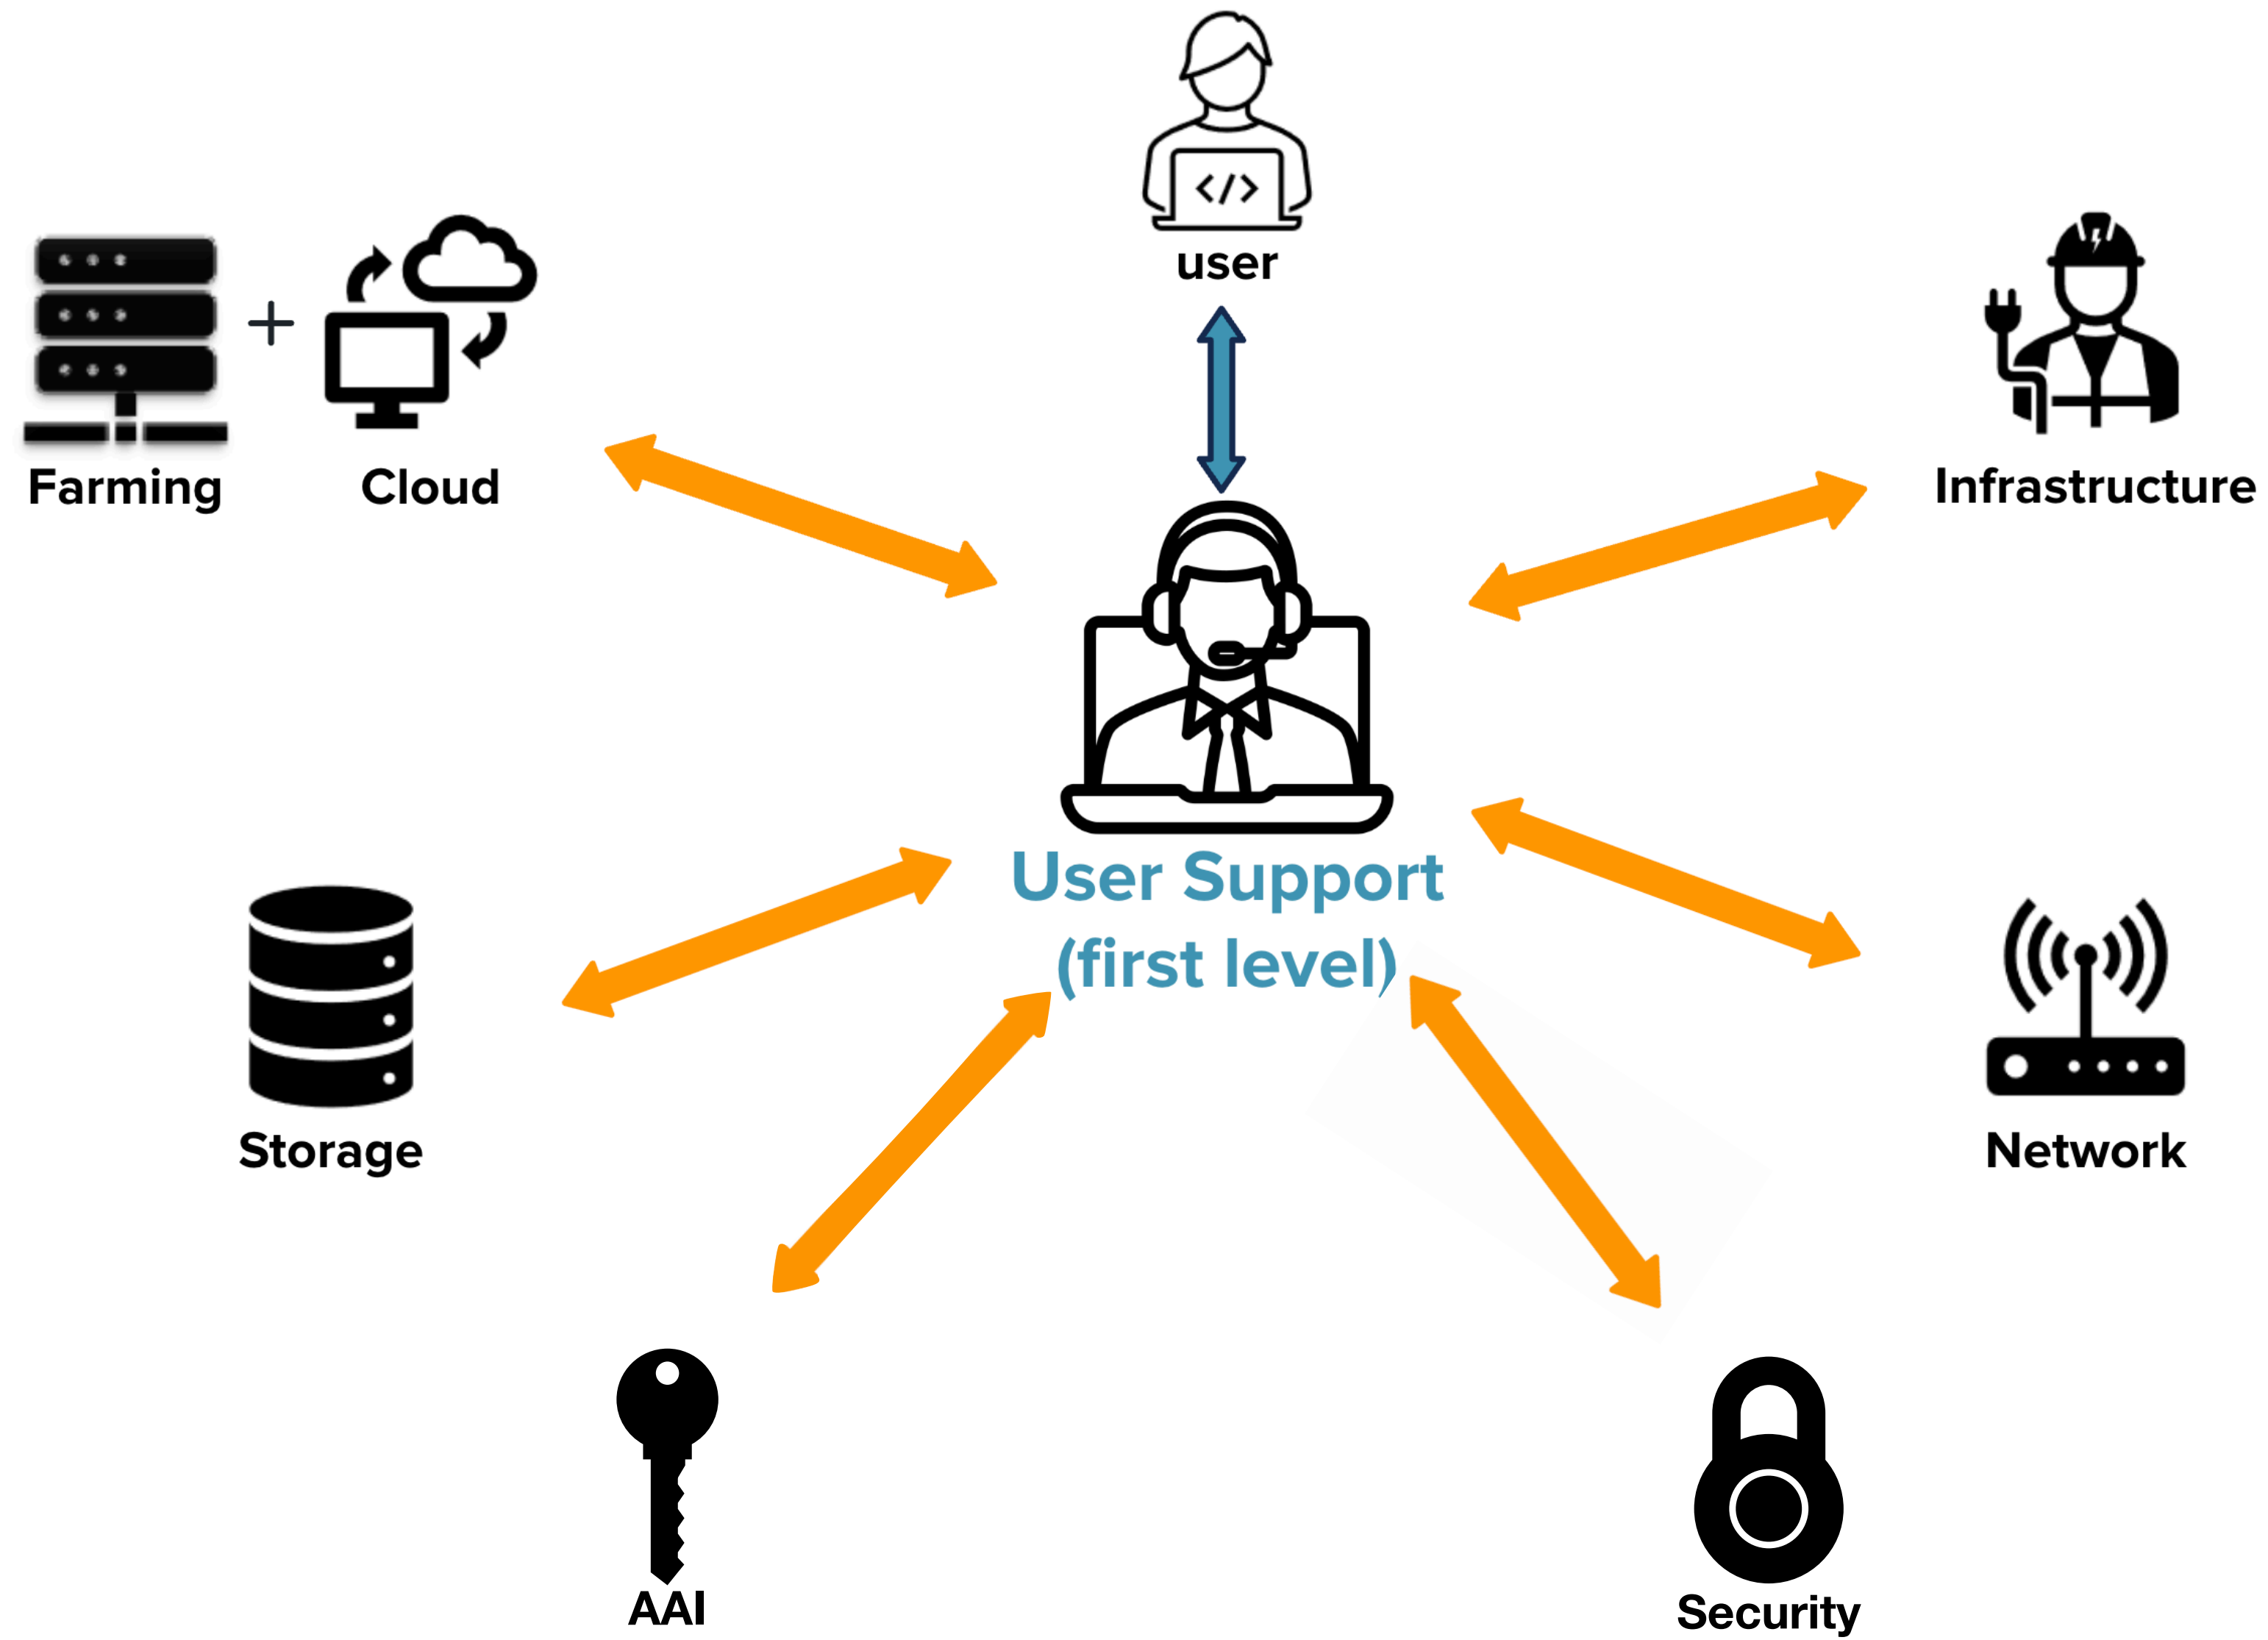 </>
user
Farming
+
Cloud
Infrastructure
User Support
(first level)
Storage
Network
AAI
Security